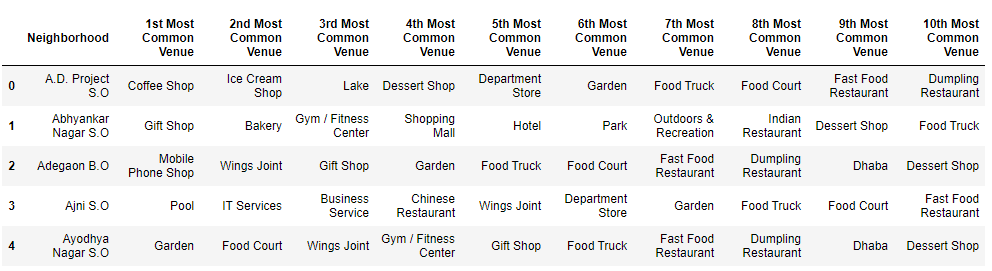 Neighborhood 1st Most Common Venue 2nd Most Common Venue 3rd Most Common Venue 4th Most Common Venue 5th Most Common Venue 6th Most Common Venue 7th Most Common Venue 8th Most Common Venue 9th Most Common Venue 10th Most Common Venue
0 A.D. Project S.O Coffee Shop Ice Cream Shop Lake Dessert Shop Department Store Garden Food Truck Food Court Fast Food Restaurant Dumpling Restaurant
1 Abhyankar Nagar S.O Gift Shop Bakery Gym / Fitness Center Shopping Mall Hotel Park Outdoors & Recreation Indian Restaurant Dessert Shop Food Truck
2 Adegaon B.O Mobile Phone Shop Wings Joint Gift Shop Garden Food Truck Food Court Fast Food Restaurant Dumpling Restaurant Dhaba Dessert Shop
3 Ajni S.O Pool IT Services Business Service Chinese Restaurant Wings Joint Department Store Garden Food Truck Food Court Fast Food Restaurant
4 Ayodhya Nagar S.O Garden Food Court Wings Joint Gym / Fitness Center Gift Shop Food Truck Fast Food Restaurant Dumpling Restaurant Dhaba Dessert Shop